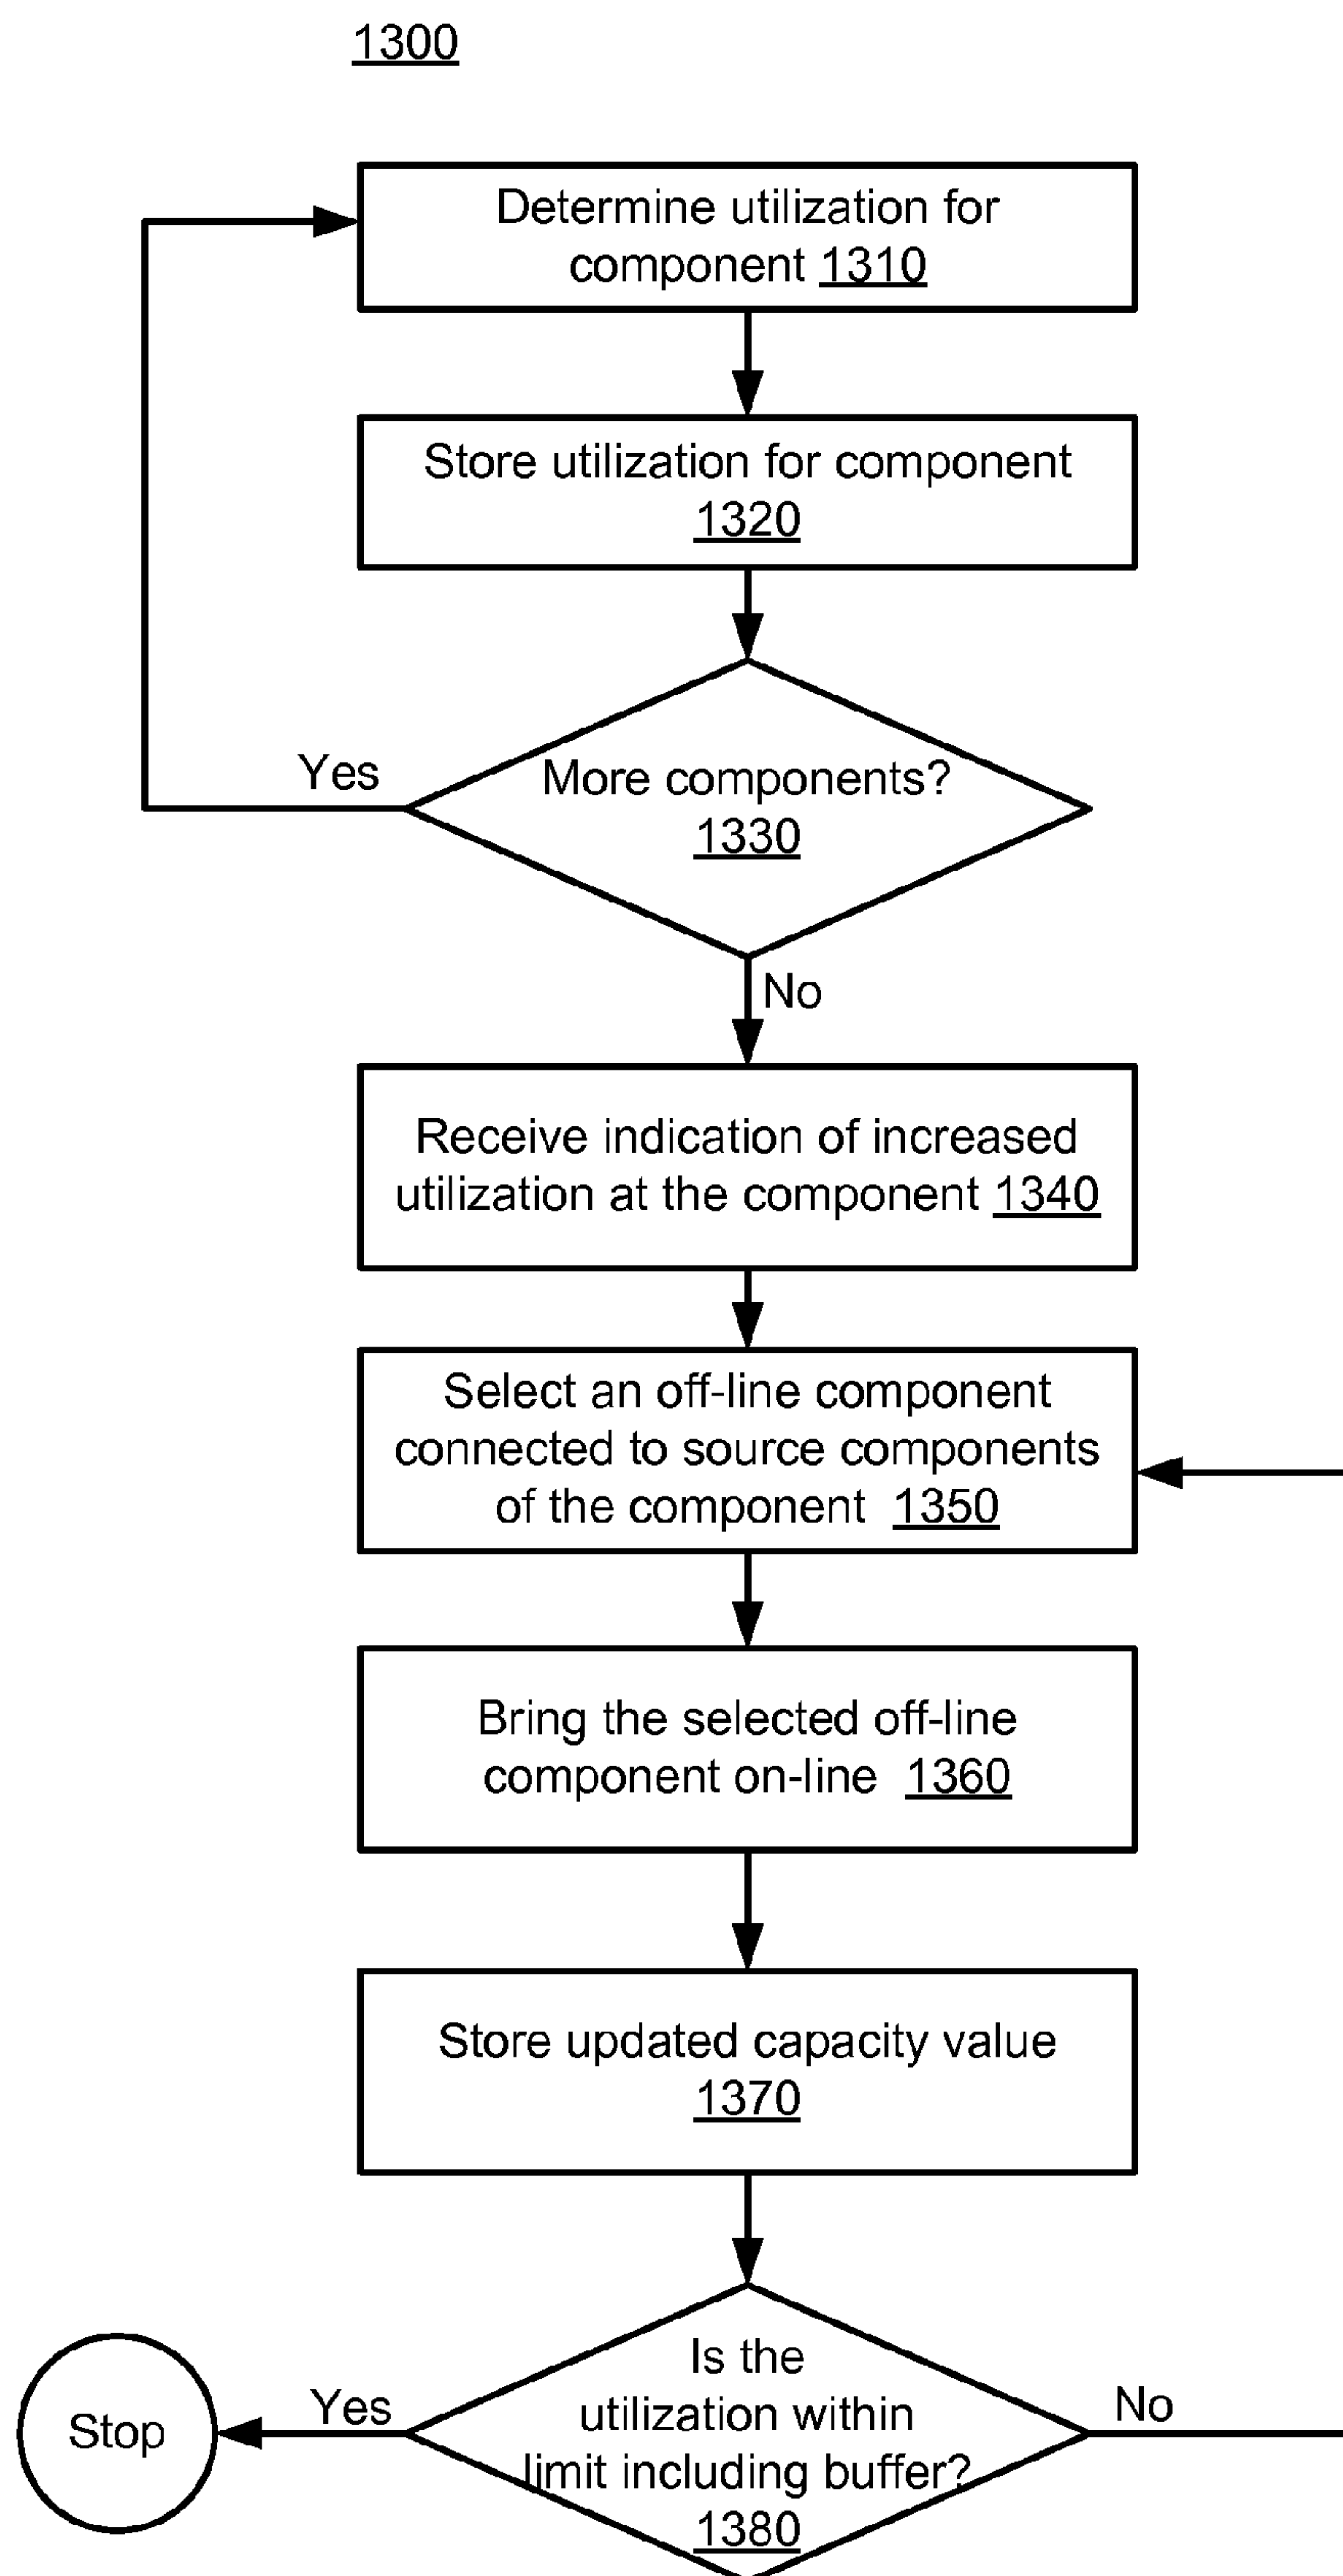 1300
Determine utilization for
component 1310
Store utilization for component
1320
Yes
More components?
1330
No
Receive indication of increased
utilization at the component 1340
Select an off-line component
connected to source components
of the component 1350
Bring the selected off-line
component on-line 1360
Store updated capacity value
1370
Stop
Yes
Is the
utilization within
limit including buffer?
1380
No